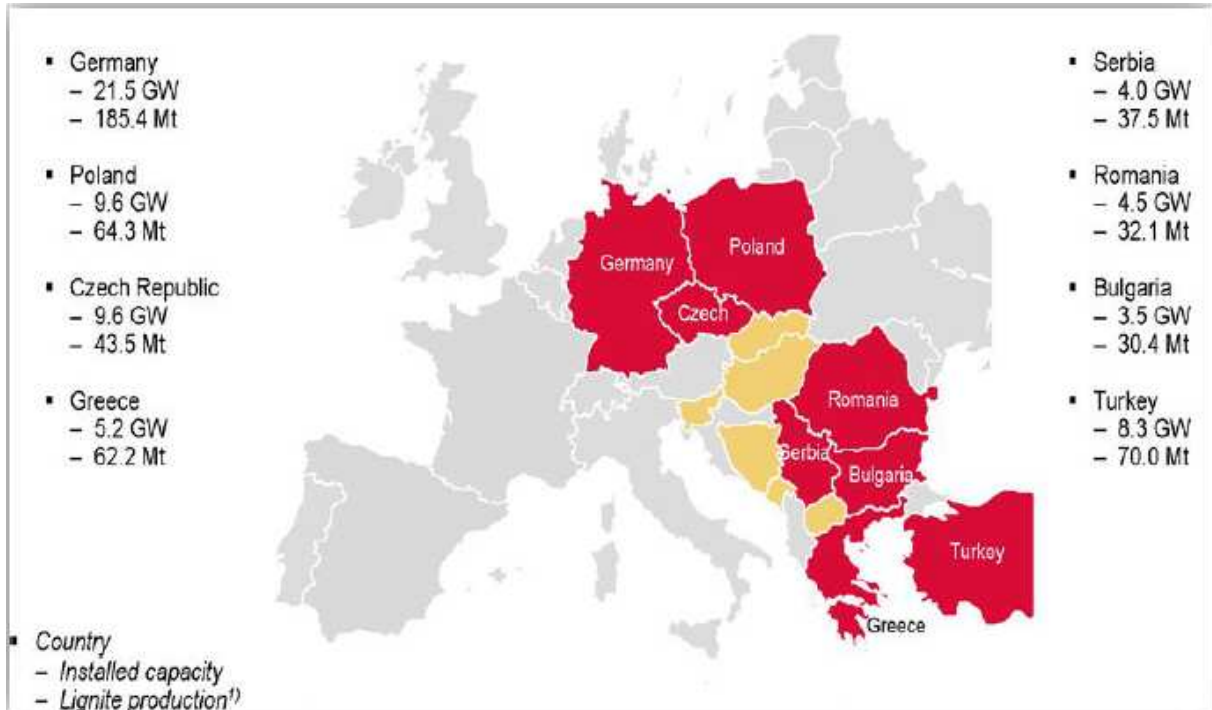 ▪ Germany
– 21.5 GW
– 185.4 Mt
▪ Poland
– 9.6 GW
– 64.3 Mt
▪ Czech Republic
– 9.6 GW
– 43.5 Mt
▪ Greece
– 5.2 GW
– 62.2 Mt
▪ Country
– Installed capacity
– Lignite production¹⁾
Germany
Poland
Czech
Romania
Serbia
Bulgaria
Turkey
Greece
▪ Serbia
– 4.0 GW
– 37.5 Mt
▪ Romania
– 4.5 GW
– 32.1 Mt
▪ Bulgaria
– 3.5 GW
– 30.4 Mt
▪ Turkey
– 8.3 GW
– 70.0 Mt